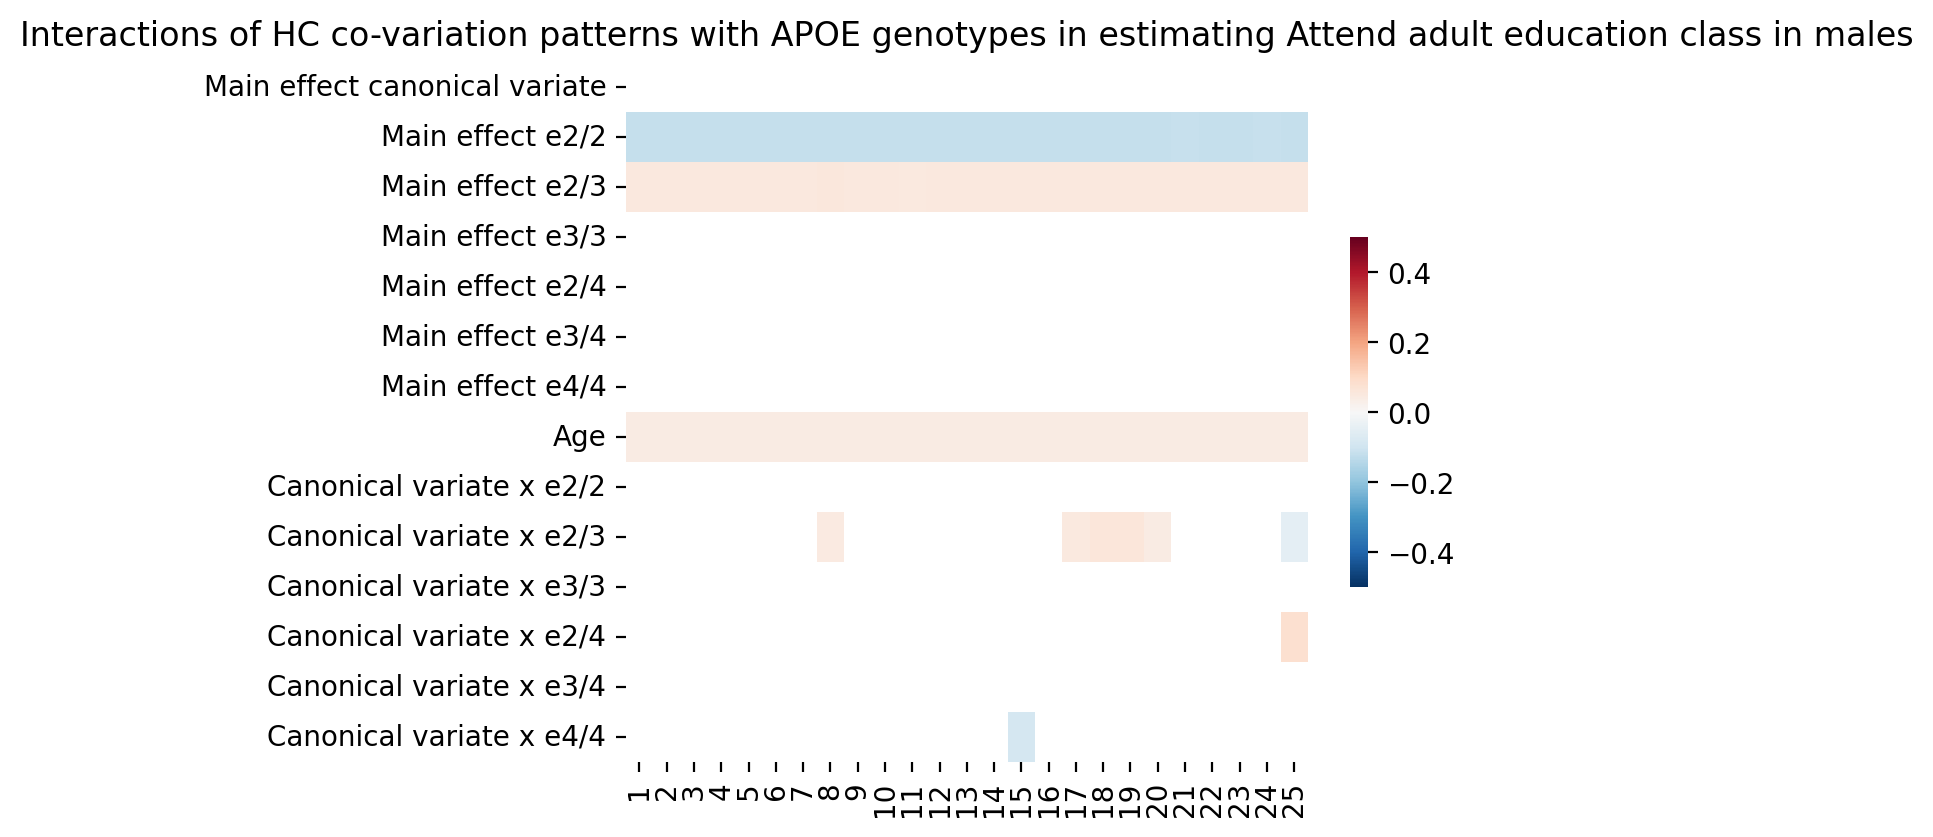 Interactions of HC co-variation patterns with APOE genotypes in estimating Attend adult education class in males
Main effect canonical variate
Main effect e2/2
Main effect e2/3
Main effect e3/3
Main effect e2/4
Main effect e3/4
Main effect e4/4
Age
Canonical variate x e2/2
Canonical variate x e2/3
Canonical variate x e3/3
Canonical variate x e2/4
Canonical variate x e3/4
Canonical variate x e4/4
1 2 3 4 5 6 7 8 9 10 11 12 13 14 15 16 17 18 19 20 21 22 23 24 25
0.4
0.2
0.0
−0.2
−0.4